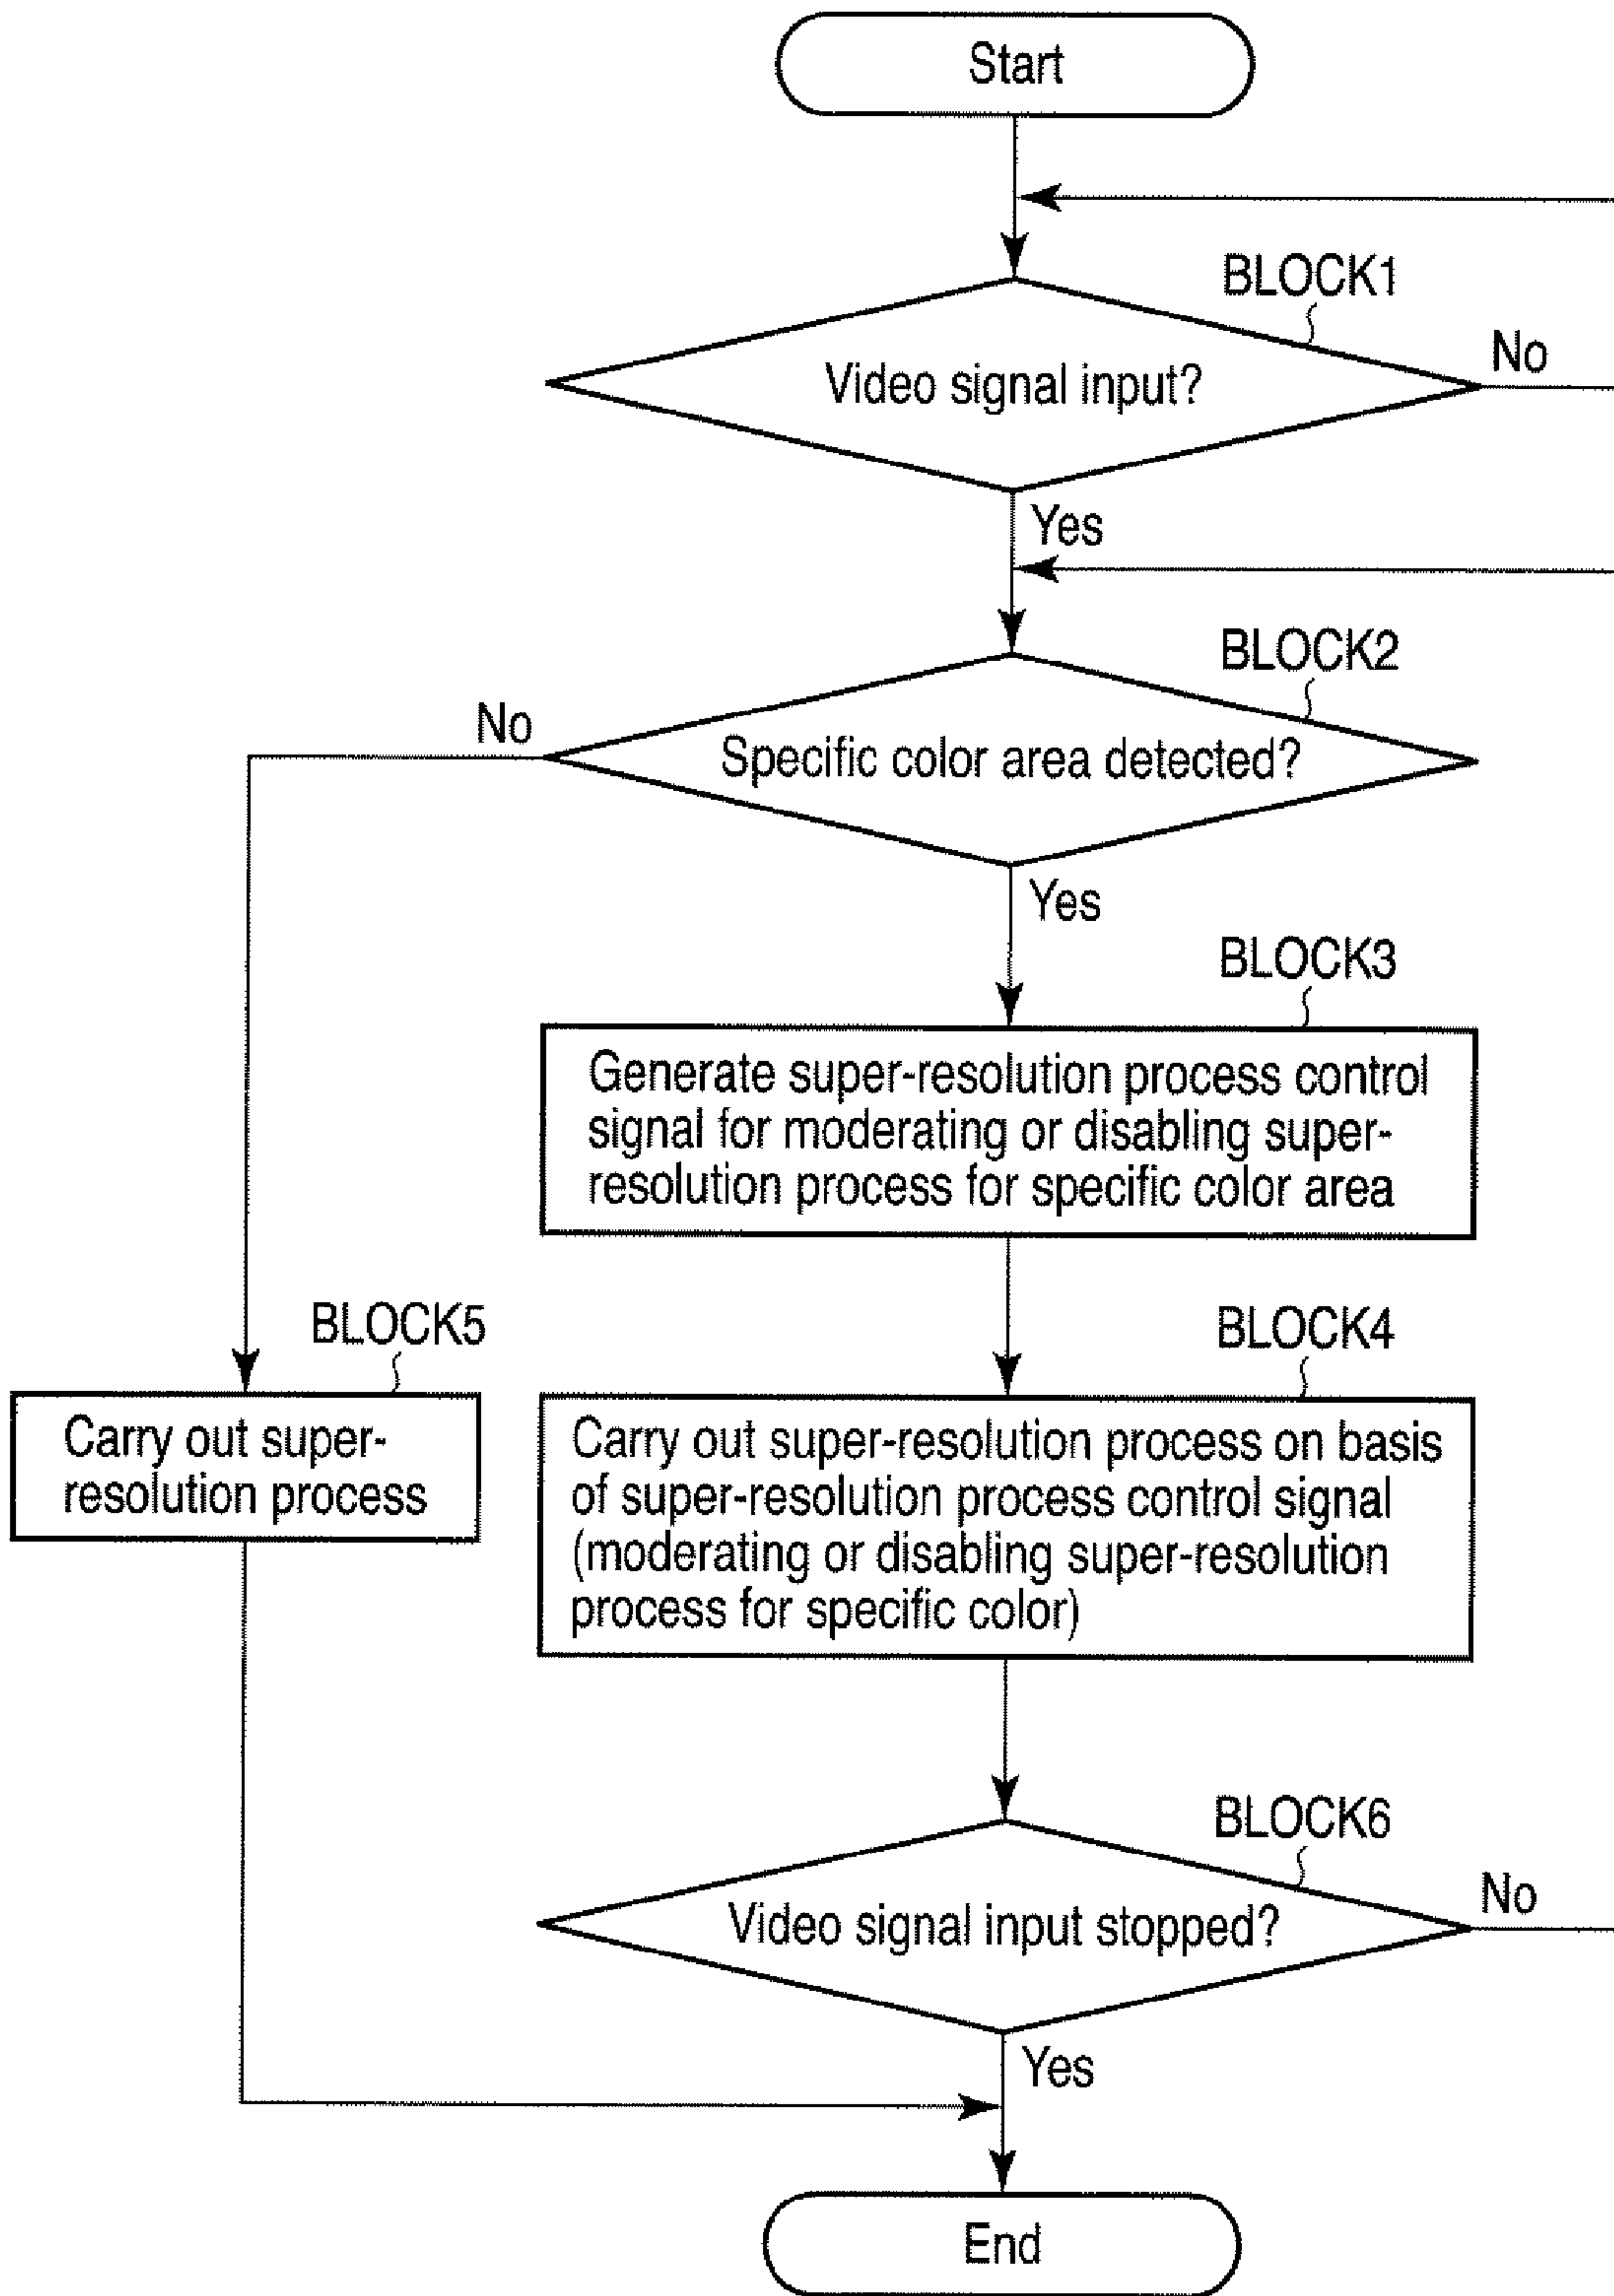 Start
BLOCK1
Video signal input?
No
Yes
BLOCK2
No
Specific color area detected?
Yes
BLOCK3
Generate super-resolution process control
signal for moderating or disabling super-
resolution process for specific color area
BLOCK5
Carry out super-
resolution process
BLOCK4
Carry out super-resolution process on basis
of super-resolution process control signal
(moderating or disabling super-resolution
process for specific color)
BLOCK6
Video signal input stopped?
No
Yes
End